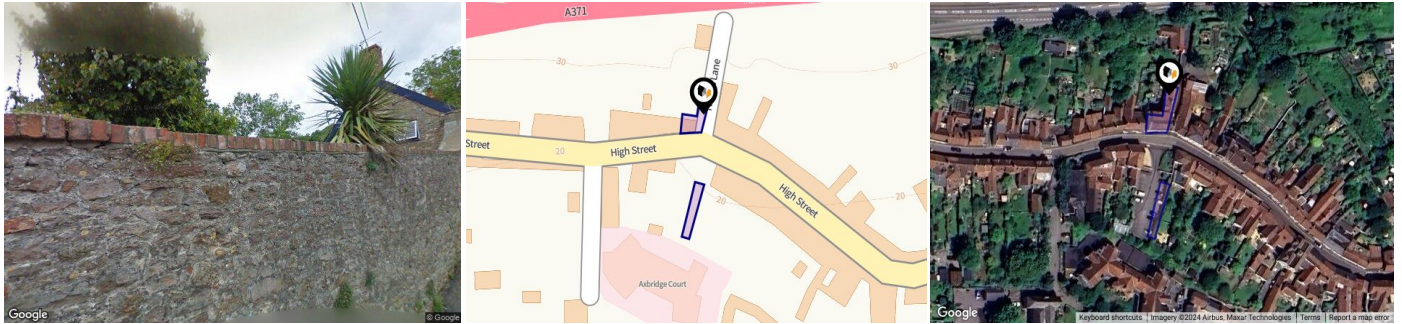 Google
© Google
A371
30
30
Lane
Street
20
High Street
20
High Street
20
Axbridge Court
Google
Keyboard shortcuts
Imagery ©2024 Airbus, Maxar Technologies
Terms
Report a map error